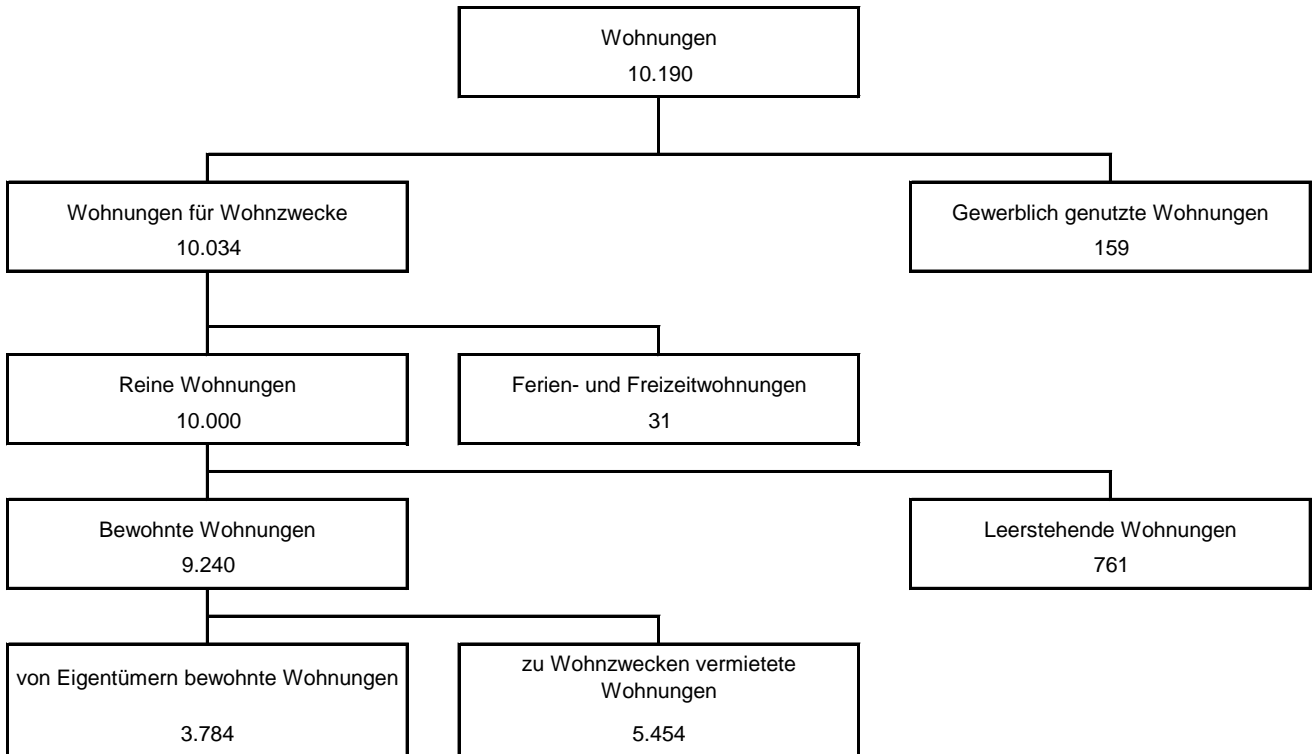 Wohnungen
10.190
Wohnungen für Wohnzwecke
10.034
Gewerblich genutzte Wohnungen
159
Reine Wohnungen
10.000
Ferien- und Freizeitwohnungen
31
Bewohnte Wohnungen
9.240
Leerstehende Wohnungen
761
von Eigentümern bewohnte Wohnungen
3.784
zu Wohnzwecken vermietete
Wohnungen
5.454